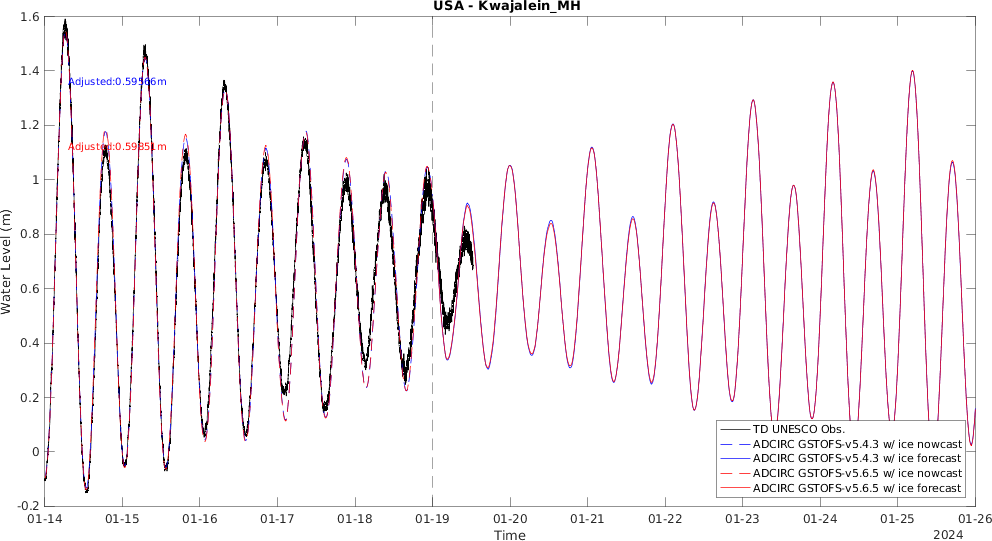 USA - Kwajalein_MH
Water Level (m)
1.6
1.4
1.2
1
0.8
0.6
0.4
0.2
0
-0.2
Adjusted:0.59566m
Adjusted:0.59851m
TD UNESCO Obs.
ADCIRC GSTOFS-v5.4.3 w/ ice nowcast
ADCIRC GSTOFS-v5.4.3 w/ ice forecast
ADCIRC GSTOFS-v5.6.5 w/ ice nowcast
ADCIRC GSTOFS-v5.6.5 w/ ice forecast
01-14 01-15 01-16 01-17 01-18 01-19 01-20 01-21 01-22 01-23 01-24 01-25 01-26
Time
2024